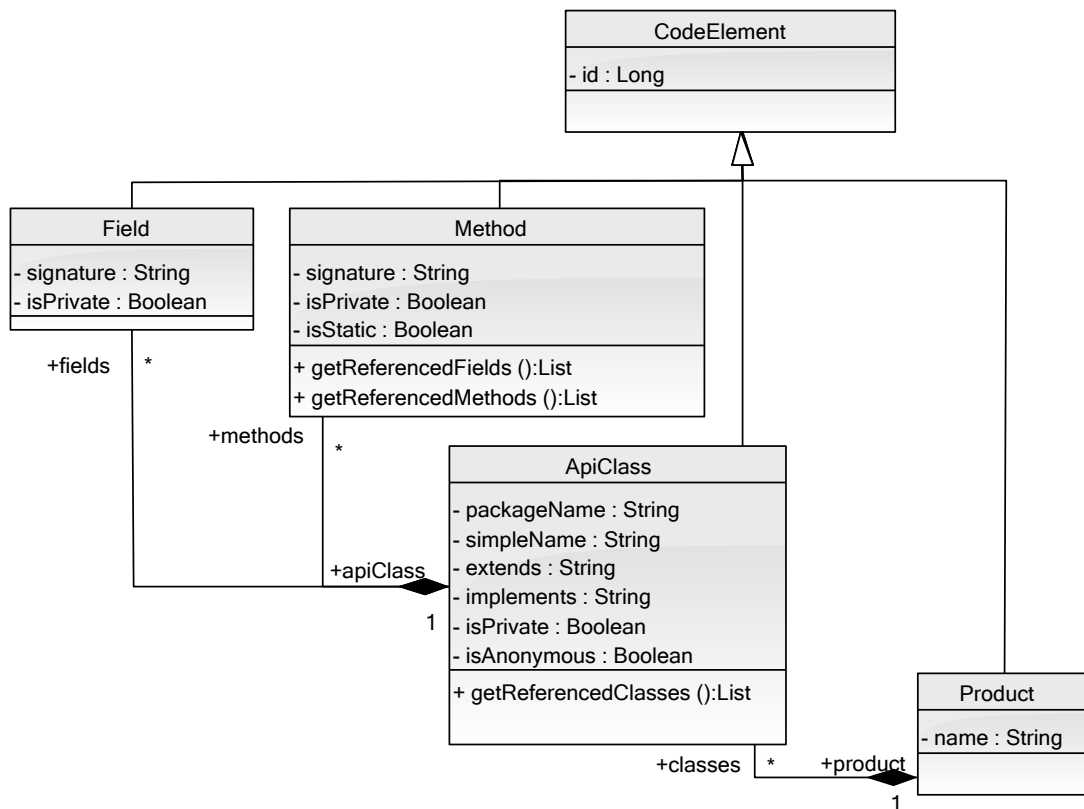 CodeElement
- id : Long
Field
- signature : String
- isPrivate : Boolean
Method
- signature : String
- isPrivate : Boolean
- isStatic : Boolean
+ getReferencedFields ():List
+ getReferencedMethods ():List
+fields
*
+methods
*
ApiClass
- packageName : String
- simpleName : String
- extends : String
- implements : String
- isPrivate : Boolean
- isAnonymous : Boolean
+ getReferencedClasses ():List
+apiClass
1
Product
- name : String
+classes
*
+product
1